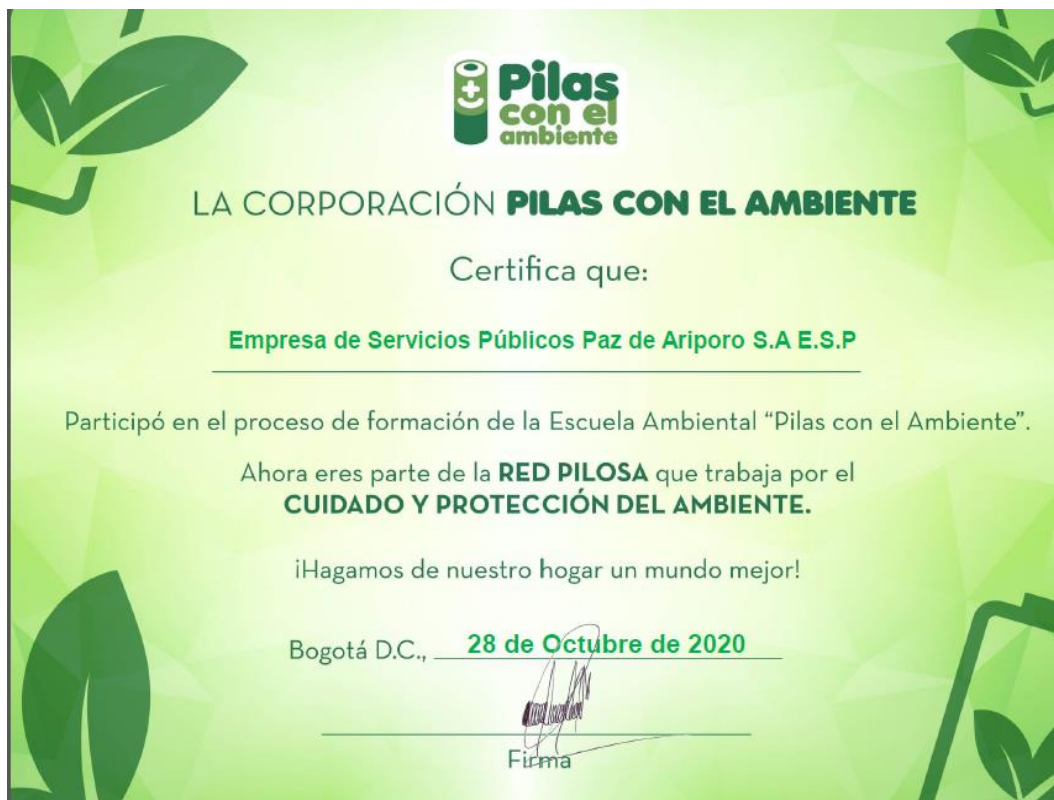 Pilas
con el
ambiente
LA CORPORACIÓN PILAS CON EL AMBIENTE
Certifica que:
Empresa de Servicios Públicos Paz de Ariporo S.A E.S.P
Participó en el proceso de formación de la Escuela Ambiental “Pilas con el Ambiente”.
Ahora eres parte de la RED PILOSA que trabaja por el
CUIDADO Y PROTECCIÓN DEL AMBIENTE.
¡Hagamos de nuestro hogar un mundo mejor!
Bogotá D.C., 28 de Octubre de 2020
Firma